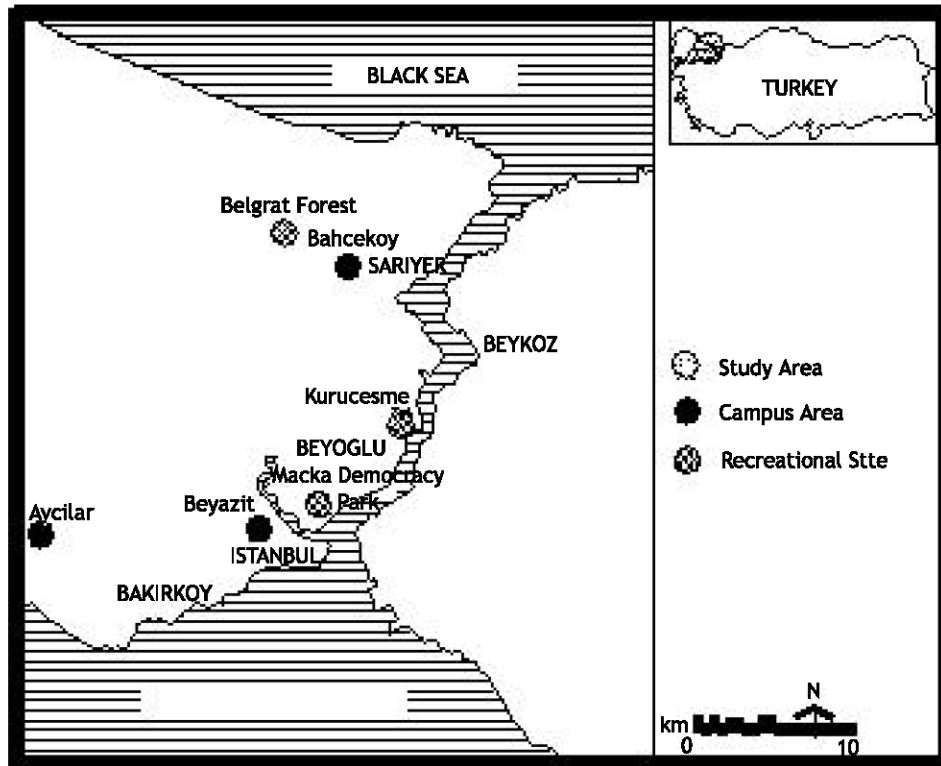 BLACK SEA
TURKEY
Belgrat Forest
Bahcekoy
SARIYER
BEYKOZ
Kurucesme
BEYOGLU
Macka Democracy
Park
Beyazit
Avcilar
ISTANBUL
BAKIRKOY
Study Area
Campus Area
Recreational Stte
N
km
0 10